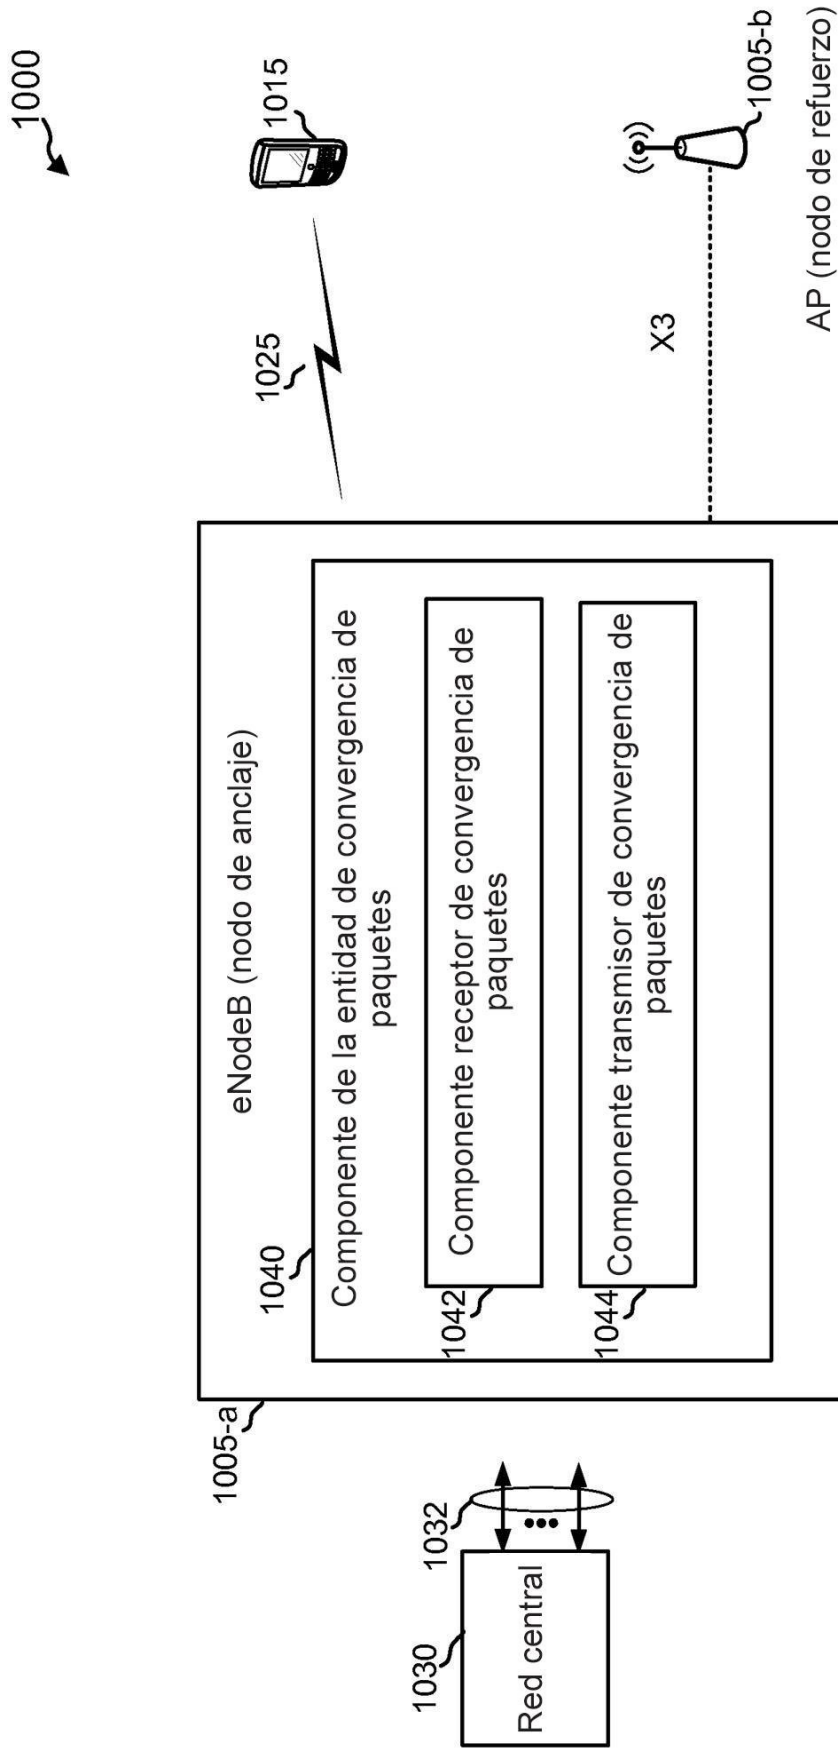 1000
1015
1025
X3
1005-b
AP (nodo de refuerzo)
1005-a
eNodeB (nodo de anclaje)
1040
Componente de la entidad de convergencia de
paquetes
1042
Componente receptor de convergencia de
paquetes
1044
Componente transmisor de convergencia de
paquetes
1032
1030
Red central